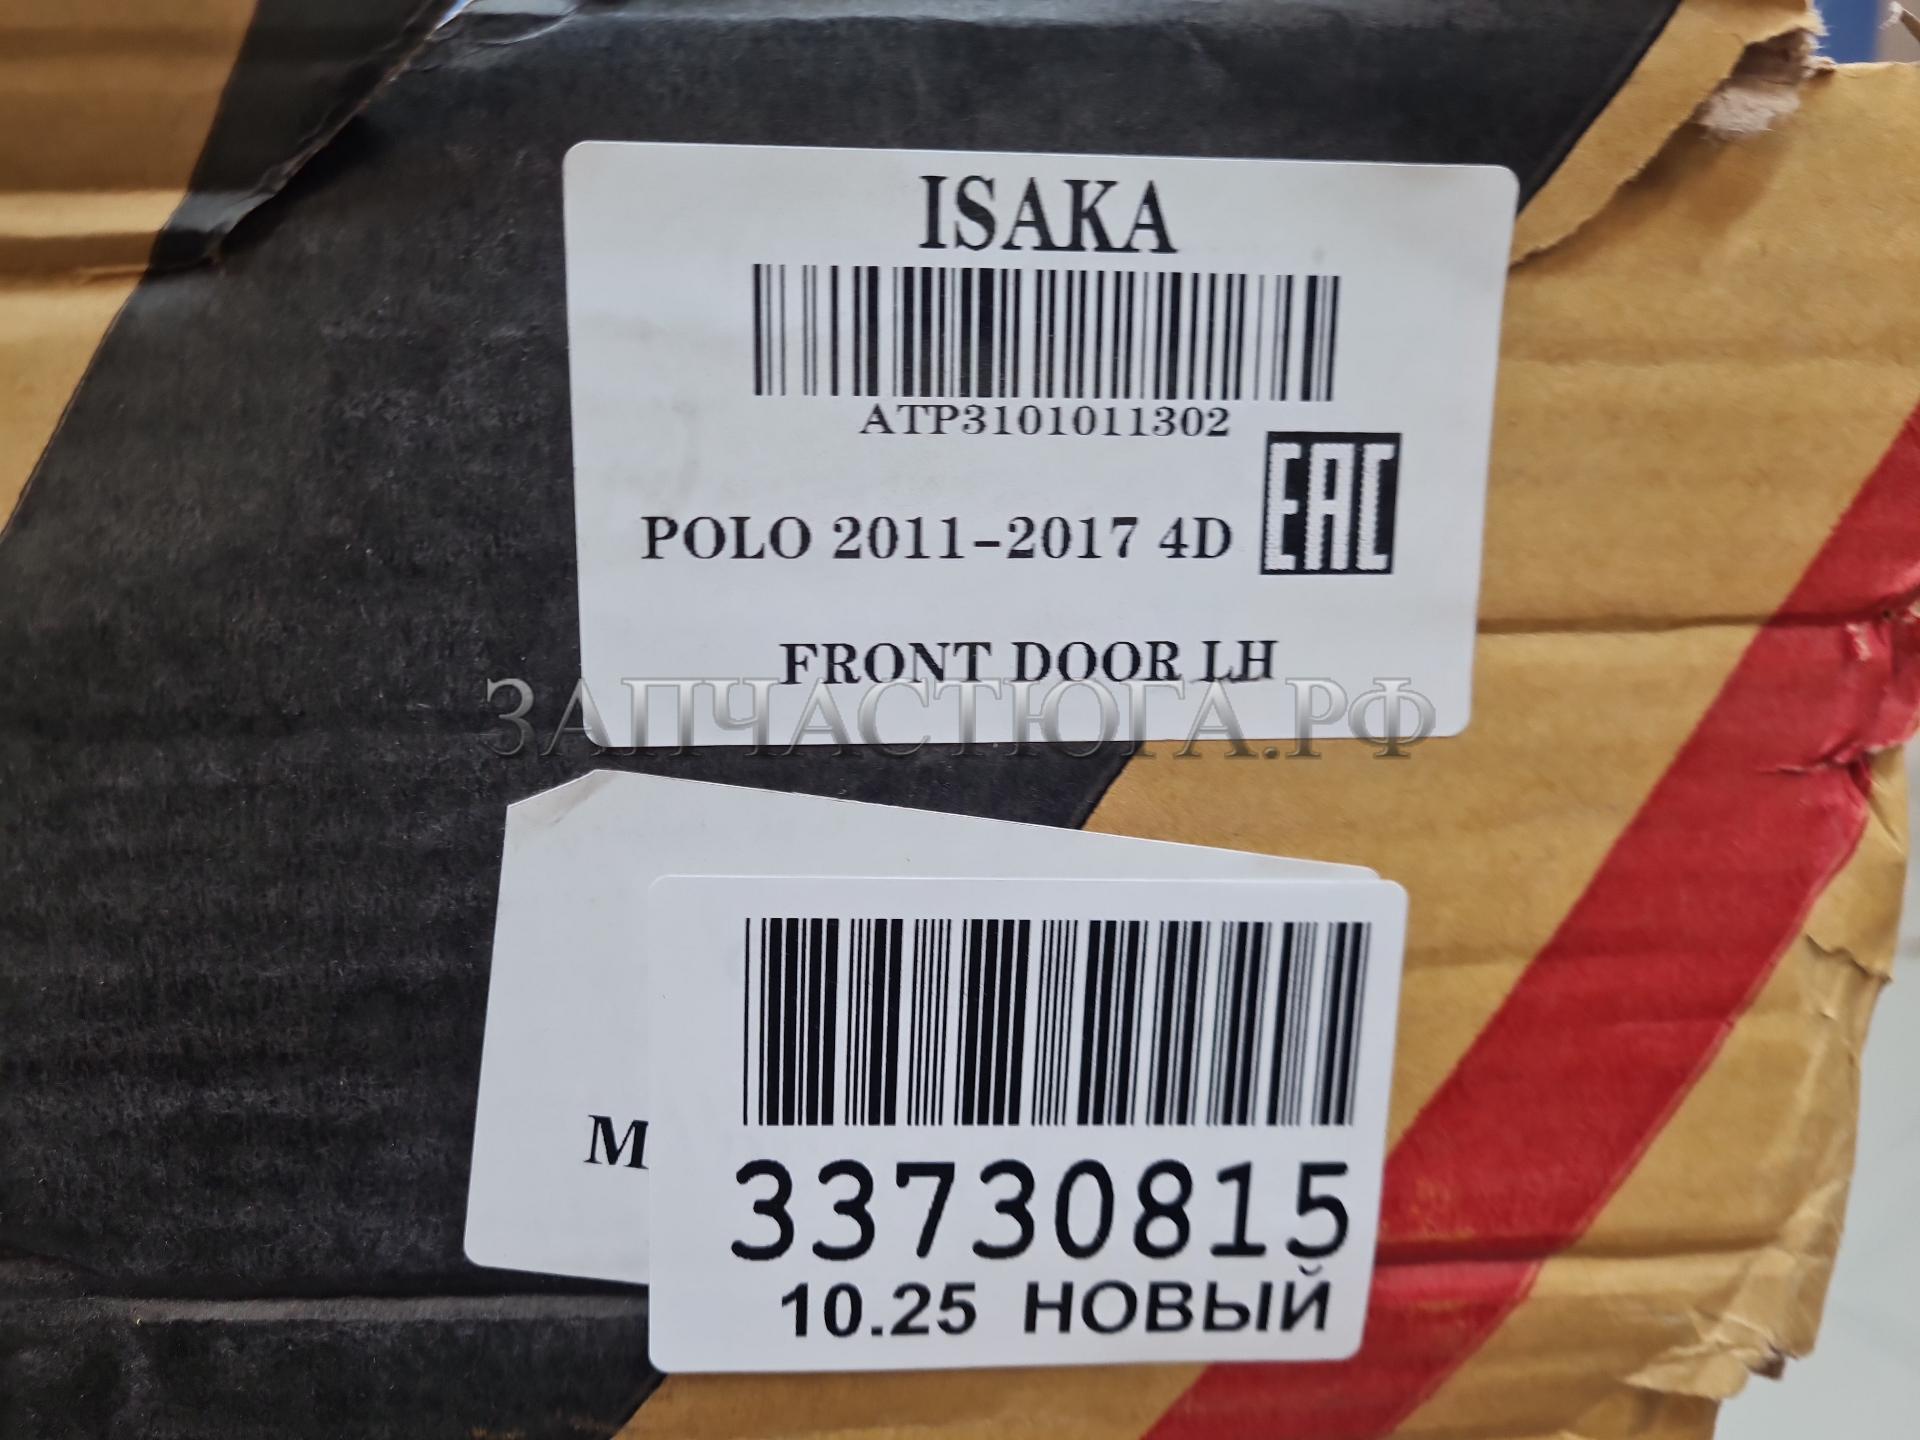 ISAKA
ATP3101011302
POLO 2011-2017 4D
EAC
FRONT DOOR LH
ЗАПЧАСТЮГА.РФ
M
33730815
10.25 НОВЫЙ